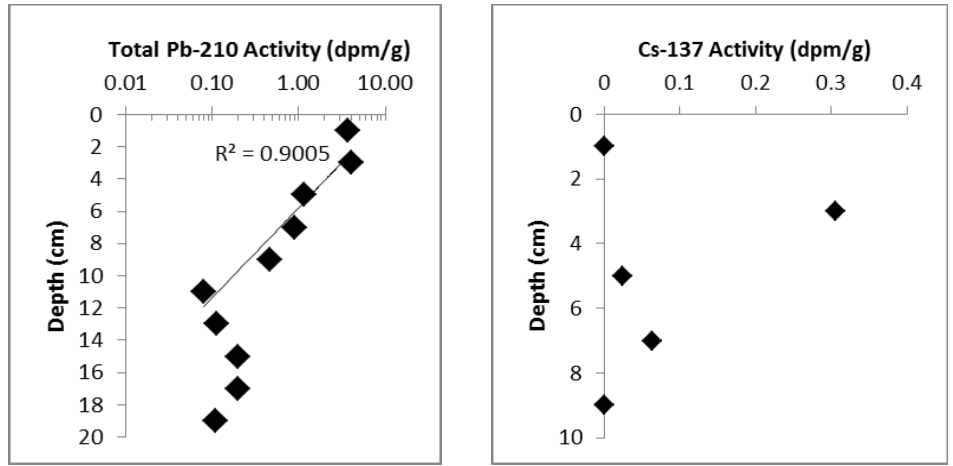 Total Pb-210 Activity (dpm/g)
0.01 0.10 1.00 10.00
0
2
4
6
8
10
12
14
16
18
20
Depth (cm)
R² = 0.9005
Cs-137 Activity (dpm/g)
0 0.1 0.2 0.3 0.4
0
2
4
6
8
10
Depth (cm)